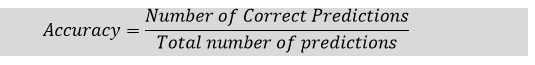 Accuracy = Number of Correct Predictions
Total number of predictions